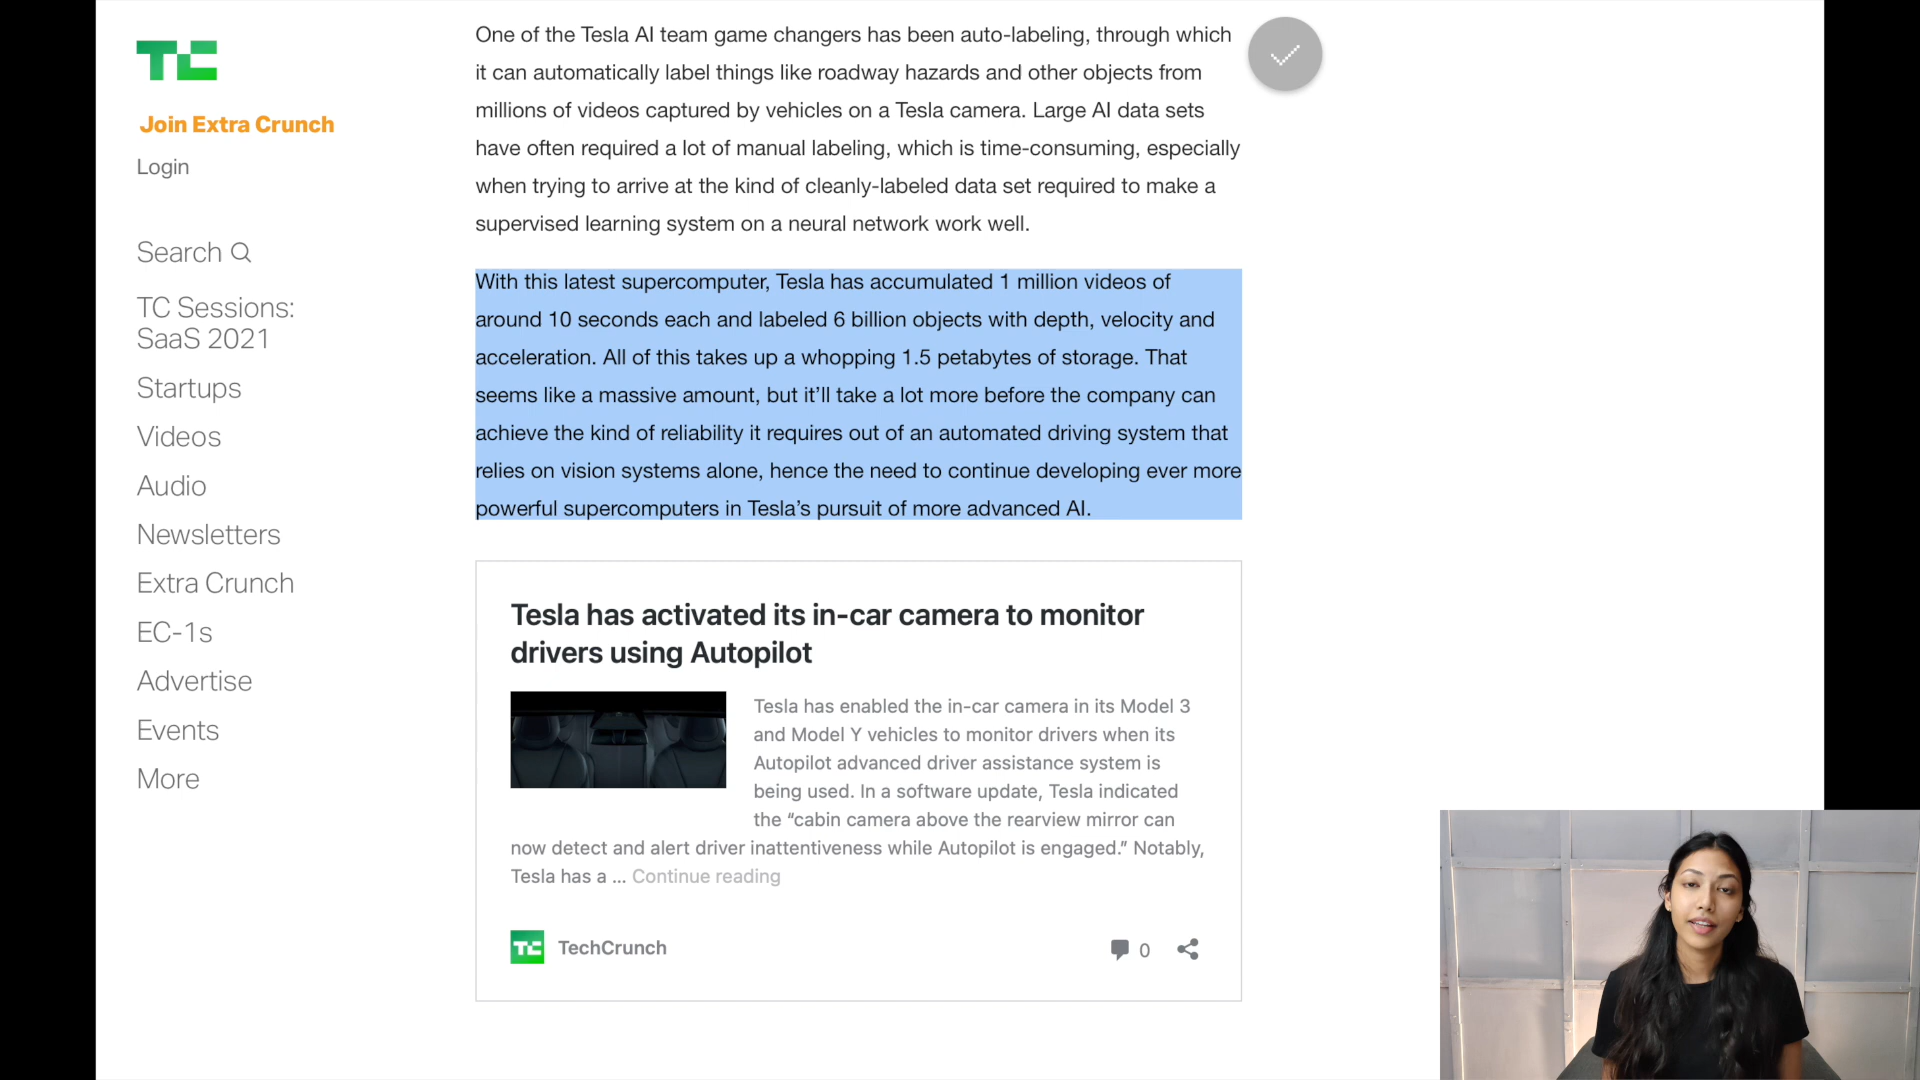 TC
Join Extra Crunch
Login
Search
TC Sessions:
SaaS 2021
Startups
Videos
Audio
Newsletters
Extra Crunch
EC-1s
Advertise
Events
More
One of the Tesla AI team game changers has been auto-labeling, through which
it can automatically label things like roadway hazards and other objects from
millions of videos captured by vehicles on a Tesla camera. Large AI data sets
have often required a lot of manual labeling, which is time-consuming, especially
when trying to arrive at the kind of cleanly-labeled data set required to make a
supervised learning system on a neural network work well.
With this latest supercomputer, Tesla has accumulated 1 million videos of
around 10 seconds each and labeled 6 billion objects with depth, velocity and
acceleration. All of this takes up a whopping 1.5 petabytes of storage. That
seems like a massive amount, but it’ll take a lot more before the company can
achieve the kind of reliability it requires out of an automated driving system that
relies on vision systems alone, hence the need to continue developing ever more
powerful supercomputers in Tesla’s pursuit of more advanced AI.
Tesla has activated its in-car camera to monitor
drivers using Autopilot
Tesla has enabled the in-car camera in its Model 3
and Model Y vehicles to monitor drivers when its
Autopilot advanced driver assistance system is
being used. In a software update, Tesla indicated
the “cabin camera above the rearview mirror can
now detect and alert driver inattentiveness while Autopilot is engaged.” Notably,
Tesla has a ... Continue reading
TC TechCrunch
0